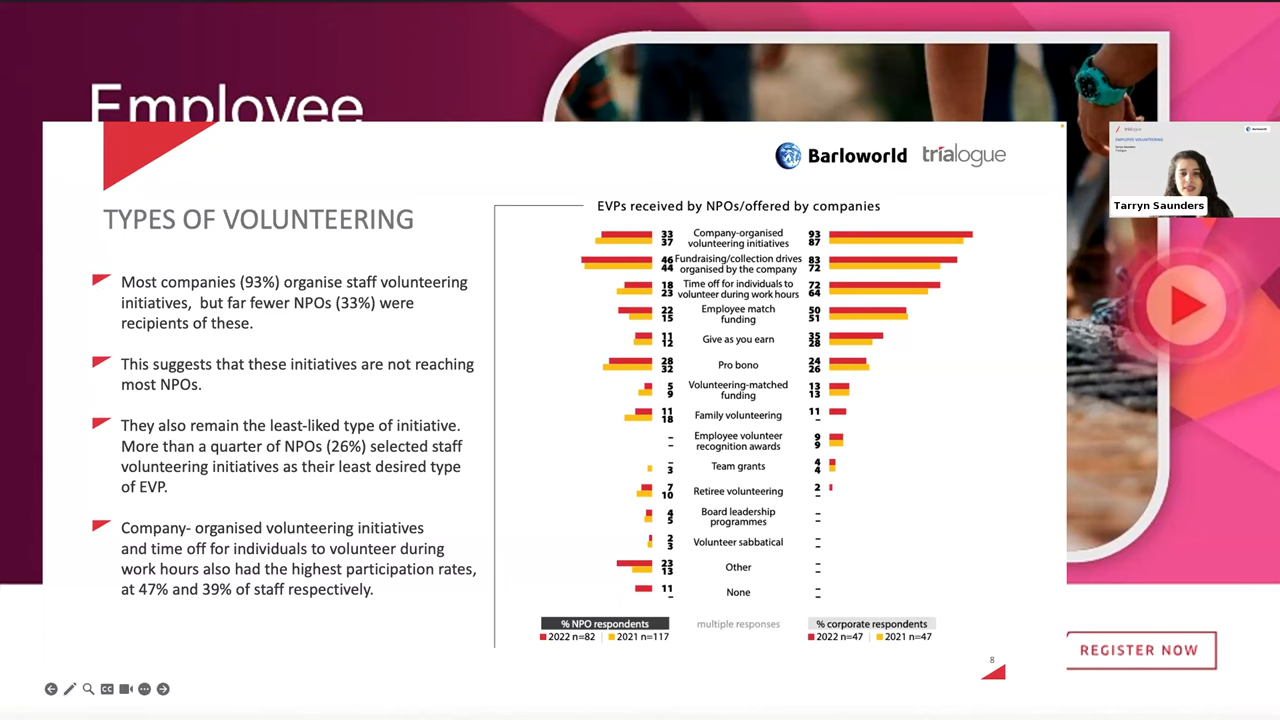 Employee
Barloworld
trialogue
trialogue
Barloworld
EMPLOYEE VOLUNTEERING
Tarryn Saunders
Trialogue
Tarryn Saunders
TYPES OF VOLUNTEERING
Most companies (93%) organise staff volunteering
initiatives, but far fewer NPOs (33%) were
recipients of these.
This suggests that these initiatives are not reaching
most NPOs.
They also remain the least-liked type of initiative.
More than a quarter of NPOs (26%) selected staff
volunteering initiatives as their least desired type
of EVP.
Company- organised volunteering initiatives
and time off for individuals to volunteer during
work hours also had the highest participation rates,
at 47% and 39% of staff respectively.
EVPs received by NPOs/offered by companies
33 Company-organised 93
37 volunteering initiatives 87
46 Fundraising/collection drives 83
44 organised by the company 72
18 Time off for individuals to 72
23 volunteer during work hours 64
22 Employee match 50
15 funding 51
11 Give as you earn 35
12 28
28 Pro bono 24
32 26
5 Volunteering-matched 13
9 funding 13
11 Family volunteering 11
18 –
– Employee volunteer 9
– recognition awards 9
– Team grants 4
3 4
7 Retiree volunteering 2
10 –
4 Board leadership –
5 programmes –
2 Volunteer sabbatical –
3 –
23 Other –
13 –
11 None –
– –
% NPO respondents multiple responses % corporate respondents
2022 n=82 2021 n=117 2022 n=47 2021 n=47
8
REGISTER NOW
CC